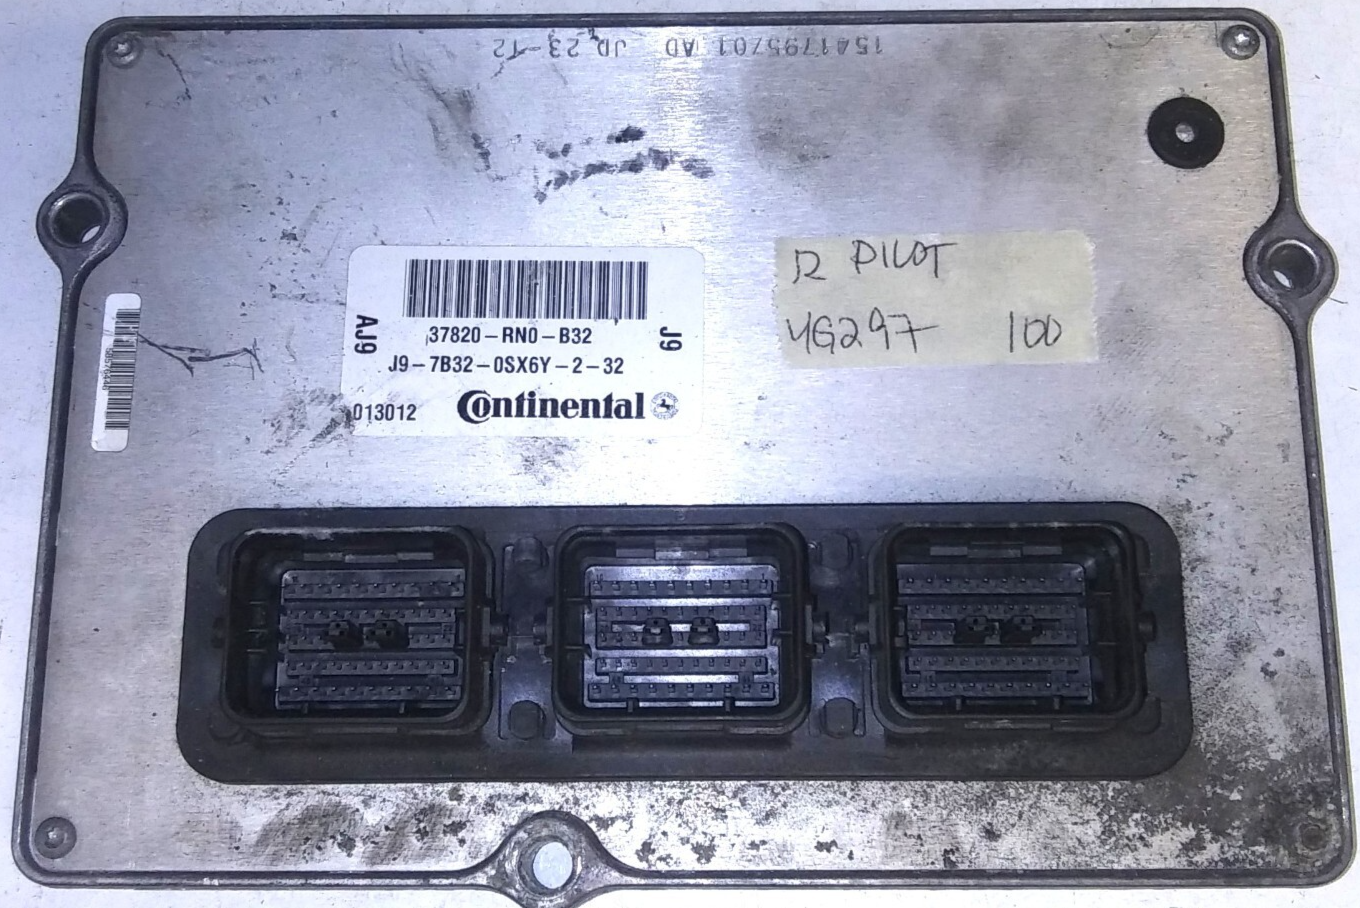 1541795701 AD JD 23-12
37820-RN0-B32
AJ9
J9
J9-7B32-0SX6Y-2-32
013012
Continental
12 PILOT
YG297 100